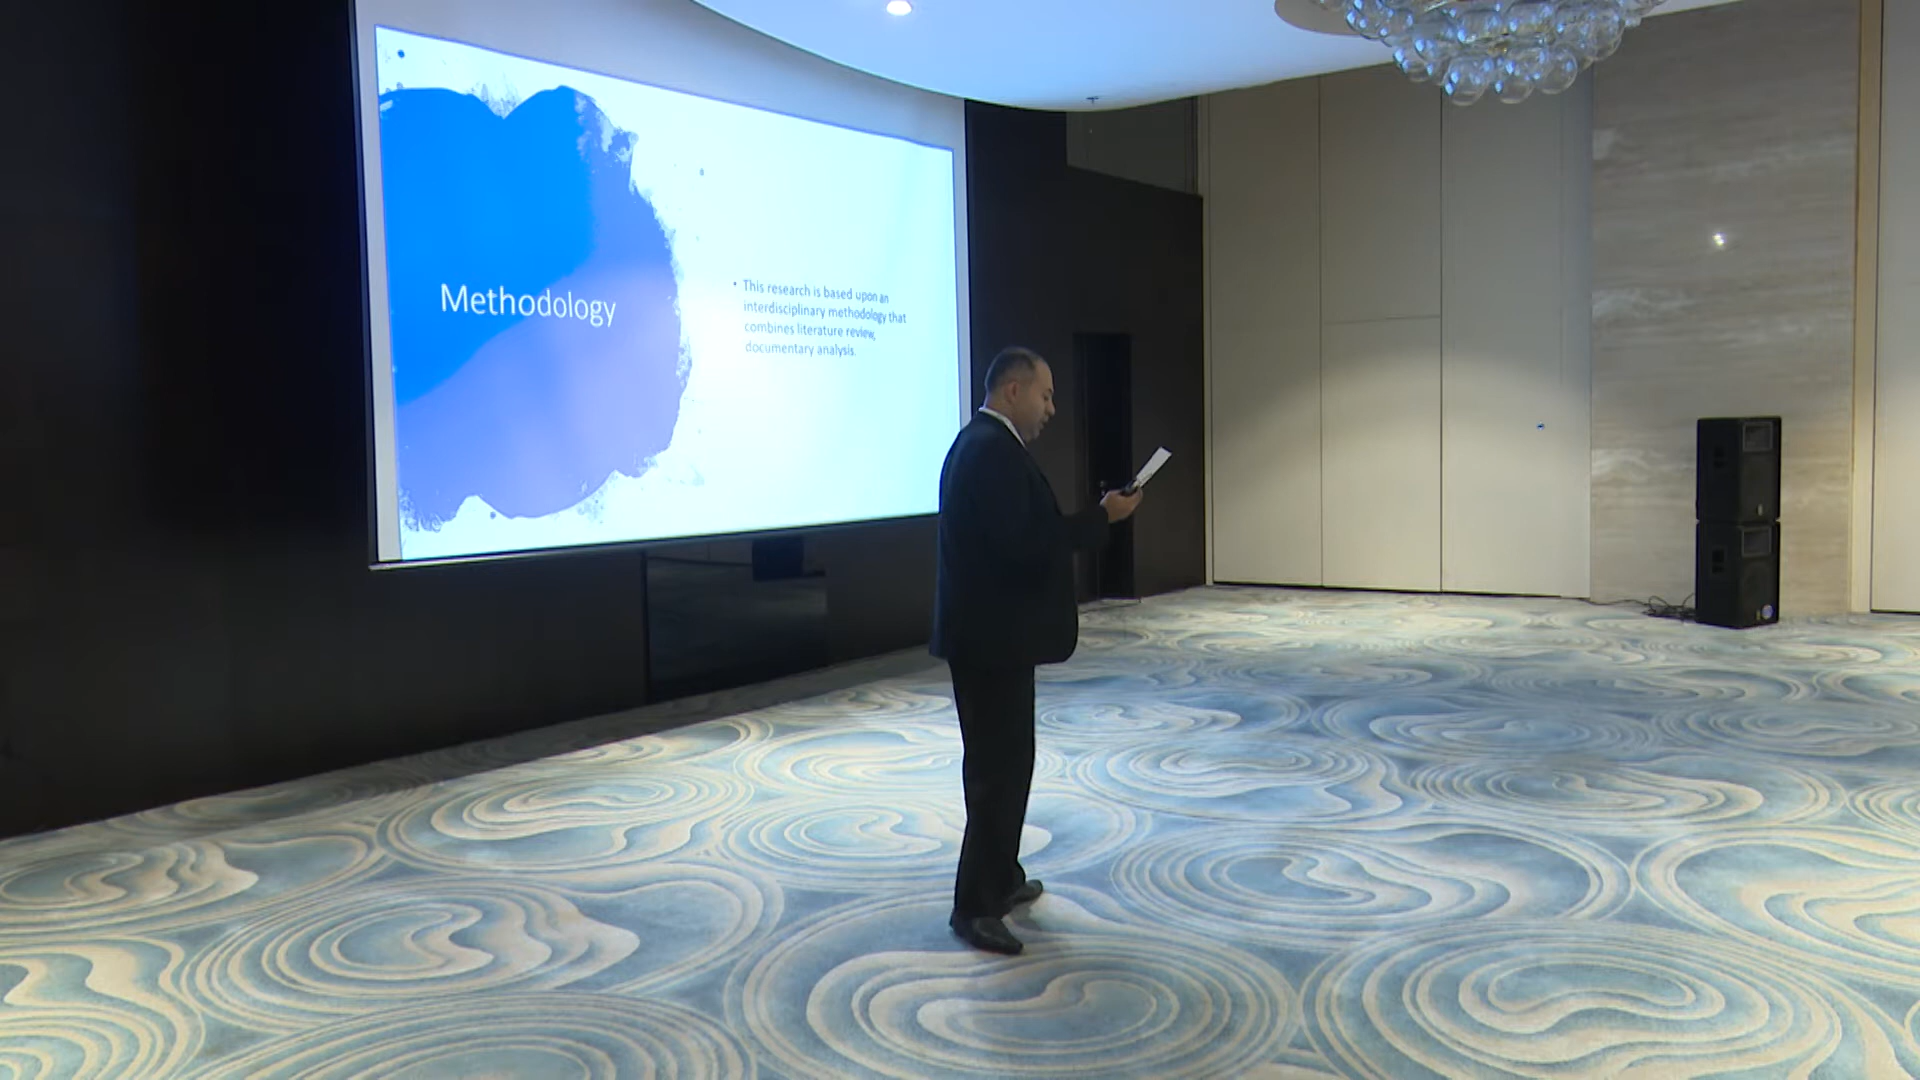 Methodology
• This research is based upon an
interdisciplinary methodology that
combines literature review,
documentary analysis.